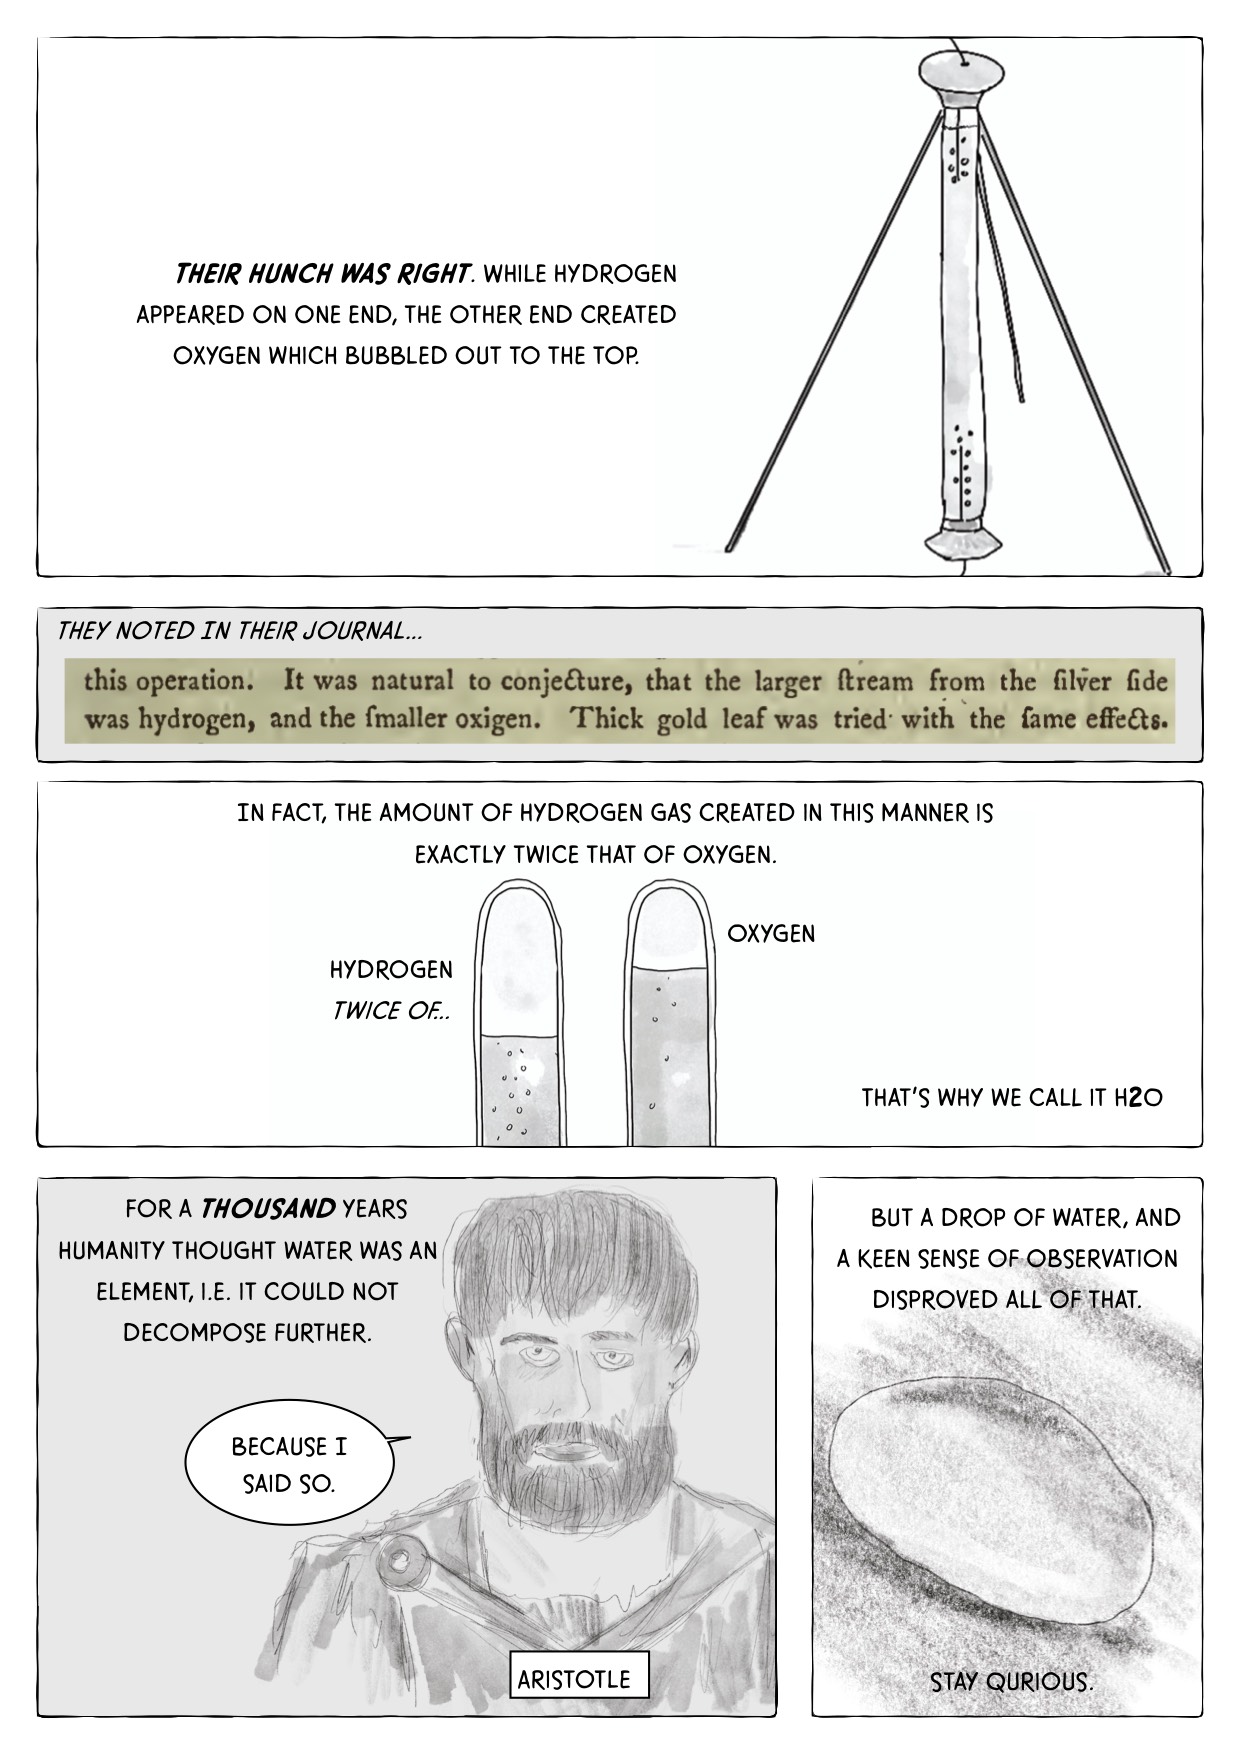 THEIR HUNCH WAS RIGHT. WHILE HYDROGEN
APPEARED ON ONE END, THE OTHER END CREATED
OXYGEN WHICH BUBBLED OUT TO THE TOP.
THEY NOTED IN THEIR JOURNAL...
this operation. It was natural to conjecture, that the larger ſtream from the ſilver ſide
was hydrogen, and the ſmaller oxigen. Thick gold leaf was tried with the ſame effects.
IN FACT, THE AMOUNT OF HYDROGEN GAS CREATED IN THIS MANNER IS
EXACTLY TWICE THAT OF OXYGEN.
HYDROGEN
TWICE OF...
OXYGEN
THAT'S WHY WE CALL IT H2O
FOR A THOUSAND YEARS
HUMANITY THOUGHT WATER WAS AN
ELEMENT, I.E. IT COULD NOT
DECOMPOSE FURTHER.
BECAUSE I
SAID SO.
ARISTOTLE
BUT A DROP OF WATER, AND
A KEEN SENSE OF OBSERVATION
DISPROVED ALL OF THAT.
STAY QURIOUS.